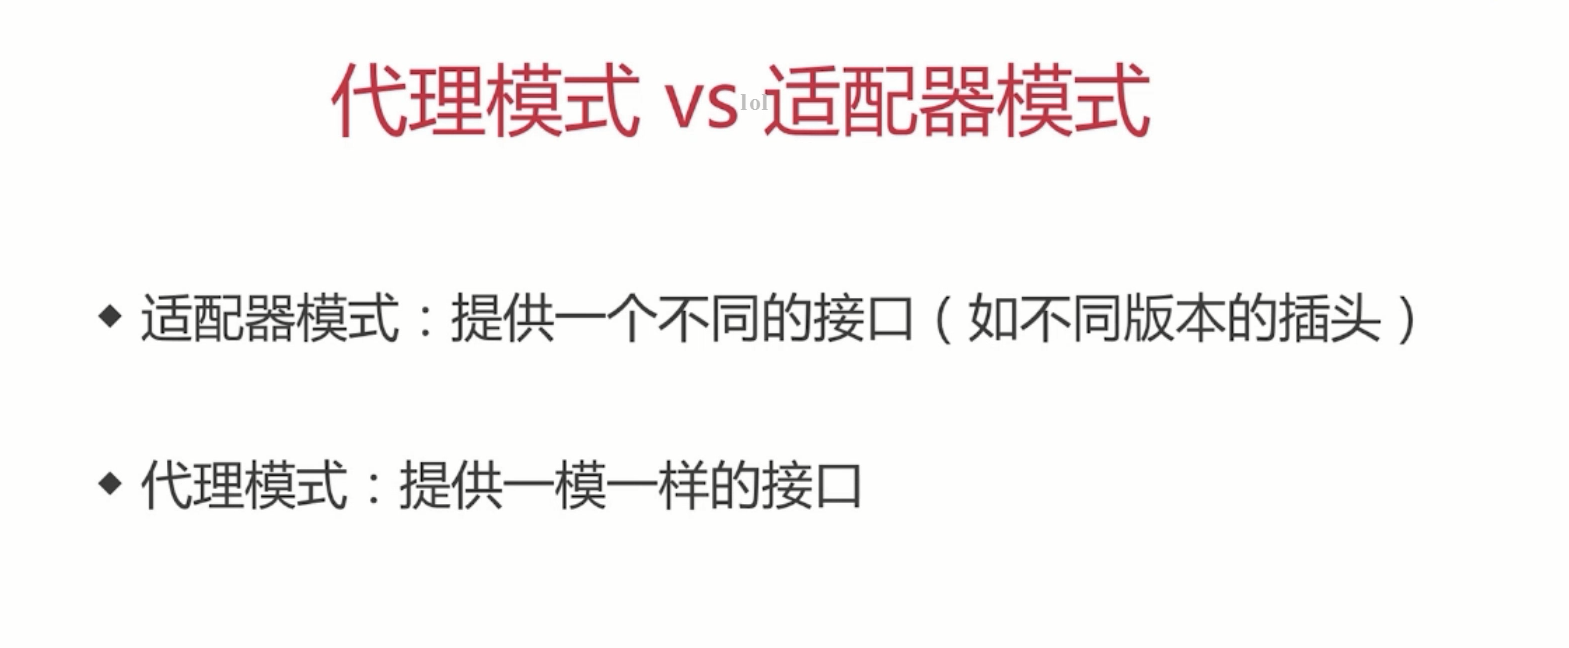 代理模式 vs 适配器模式
lol
◆ 适配器模式：提供一个不同的接口（如不同版本的插头）
◆ 代理模式：提供一模一样的接口